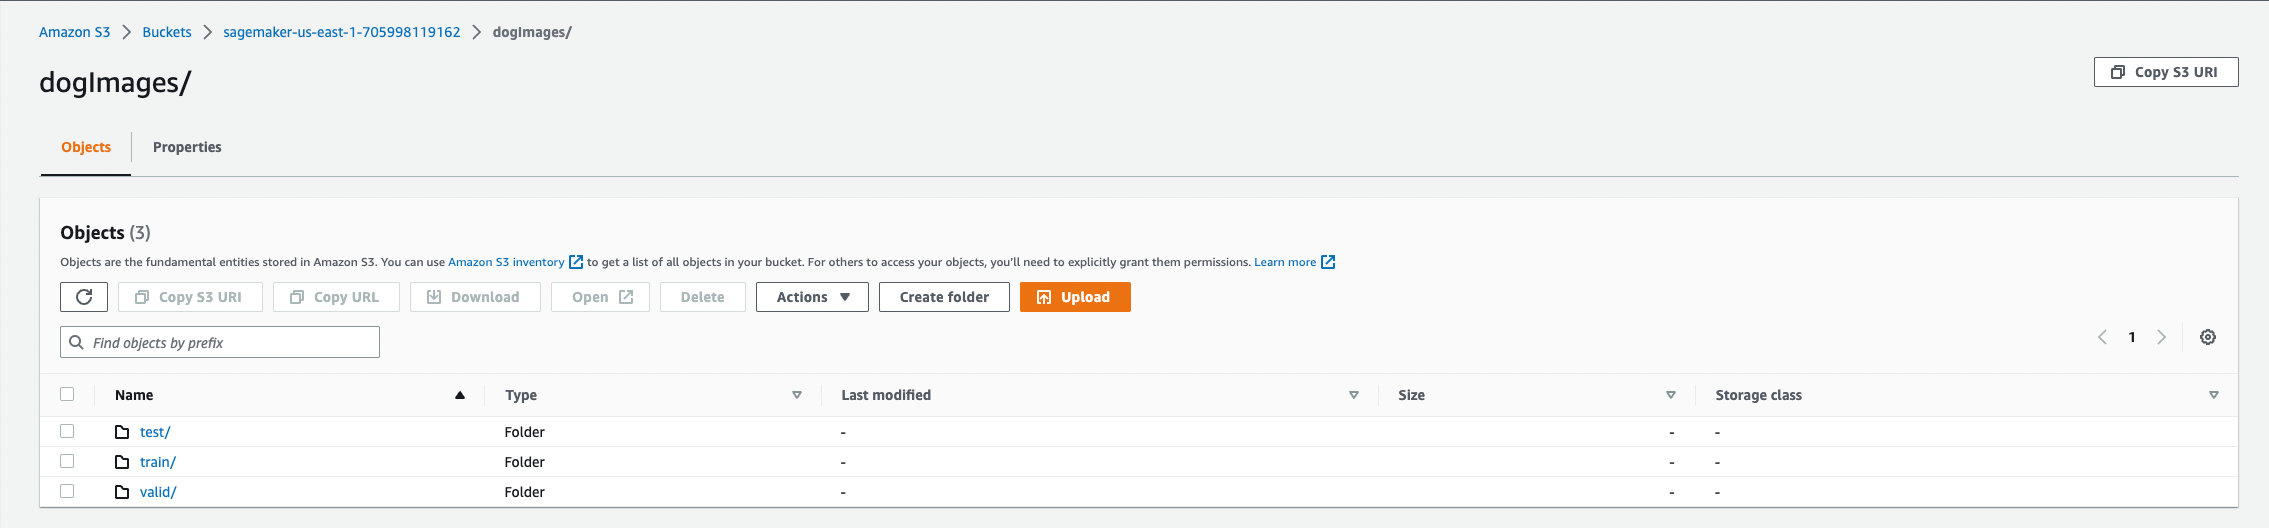 Amazon S3 > Buckets > sagemaker-us-east-1-705998119162 > dogImages/
dogImages/
Copy S3 URI
Objects Properties
Objects (3)
Objects are the fundamental entities stored in Amazon S3. You can use Amazon S3 inventory to get a list of all objects in your bucket. For others to access your objects, you’ll need to explicitly grant them permissions. Learn more
Copy S3 URI Copy URL Download Open Delete Actions Create folder Upload
Find objects by prefix
1
Name Type Last modified Size Storage class
test/ Folder - - -
train/ Folder - - -
valid/ Folder - - -